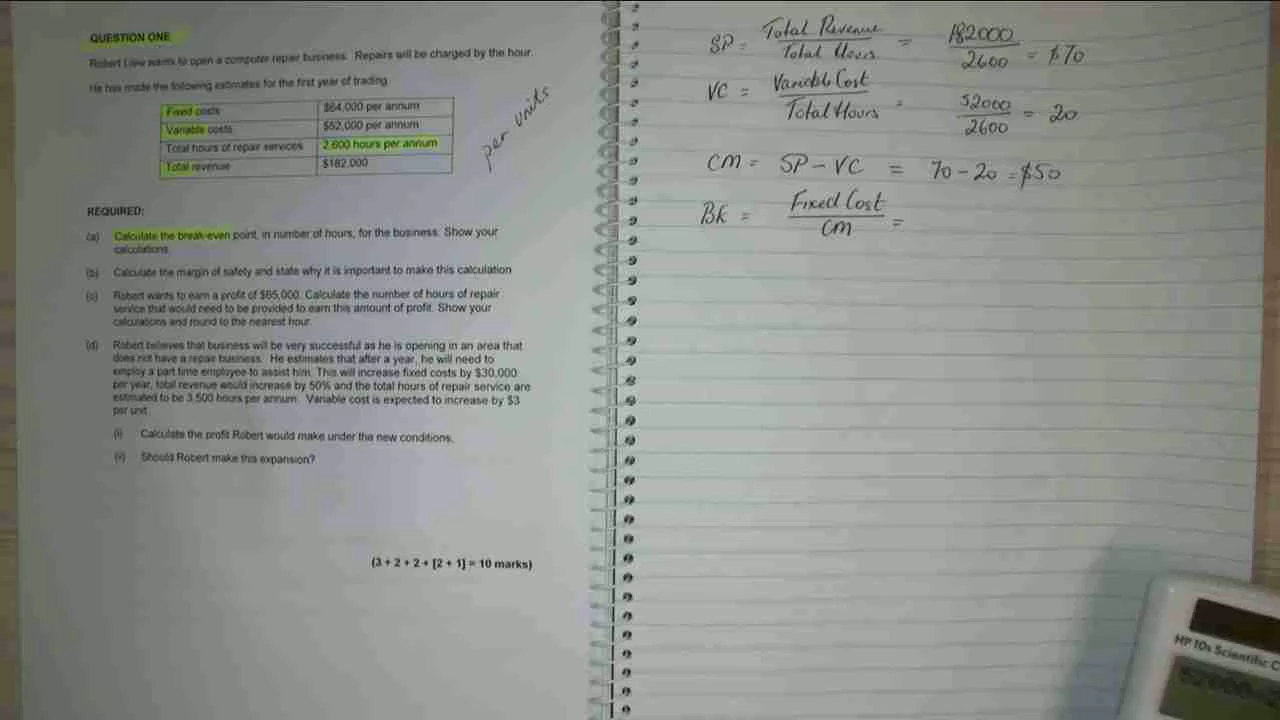 QUESTION ONE
Robert Liew wants to open a computer repair business. Repairs will be charged by the hour.
He has made the following estimates for the first year of trading.
Fixed costs $64,000 per annum
Variable costs $52,000 per annum
Total hours of repair services 2,600 hours per annum
Total revenue $182,000
per units
REQUIRED:
(a) Calculate the break-even point, in number of hours, for the business. Show your
calculations.
(b) Calculate the margin of safety and state why it is important to make this calculation
(c) Robert wants to earn a profit of $65,000. Calculate the number of hours of repair
service that would need to be provided to earn this amount of profit. Show your
calculations and round to the nearest hour.
(d) Robert believes that business will be very successful as he is opening in an area that
does not have a repair business. He estimates that after a year, he will need to
employ a part time employee to assist him. This will increase fixed costs by $30,000
per year, total revenue would increase by 50% and the total hours of repair service are
estimated to be 3,500 hours per annum. Variable cost is expected to increase by $3
per unit.
(i) Calculate the profit Robert would make under the new conditions.
(ii) Should Robert make this expansion?
(3 + 2 + 2 + [2 + 1] = 10 marks)
SP = Total Revenue / Total Hours = 182000 / 2600 = $70
VC = Variable Cost / Total Hours = 52000 / 2600 = 20
CM = SP - VC = 70 - 20 = $50
BE = Fixed Cost / CM =
HP 10s Scientific